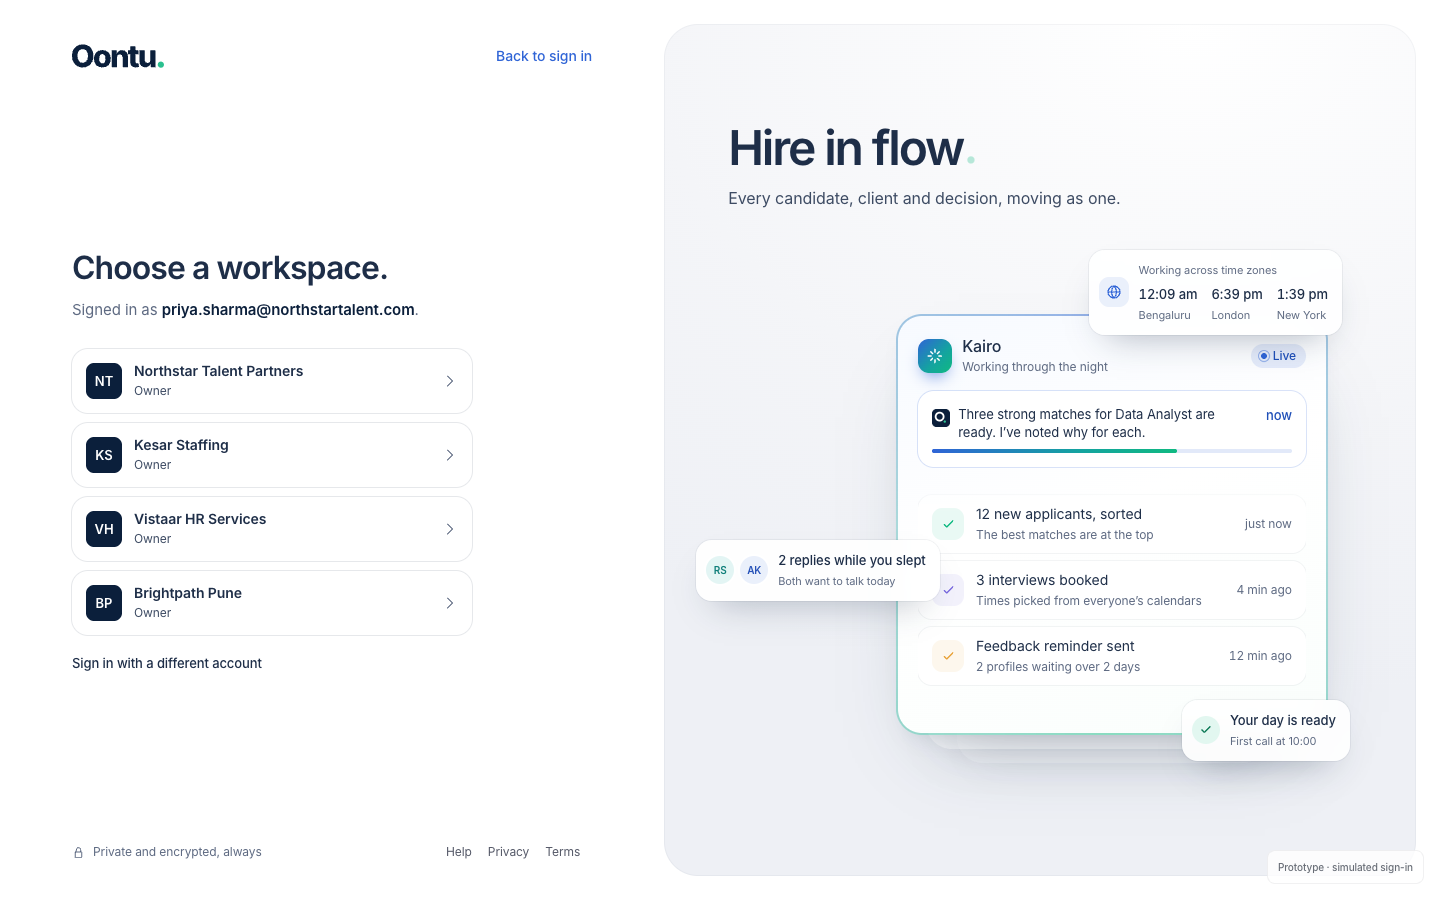 Oontu.
Back to sign in
Choose a workspace.
Signed in as priya.sharma@northstartalent.com.
NT
Northstar Talent Partners
Owner
KS
Kesar Staffing
Owner
VH
Vistaar HR Services
Owner
BP
Brightpath Pune
Owner
Sign in with a different account
Private and encrypted, always
Help
Privacy
Terms
Hire in flow.
Every candidate, client and decision, moving as one.
Working across time zones
12:09 am 6:39 pm 1:39 pm
Bengaluru London New York
Kairo
Working through the night
Live
Three strong matches for Data Analyst are
ready. I’ve noted why for each.
now
12 new applicants, sorted
The best matches are at the top
just now
RS
AK
2 replies while you slept
Both want to talk today
3 interviews booked
Times picked from everyone’s calendars
4 min ago
Feedback reminder sent
2 profiles waiting over 2 days
12 min ago
Your day is ready
First call at 10:00
Prototype · simulated sign-in